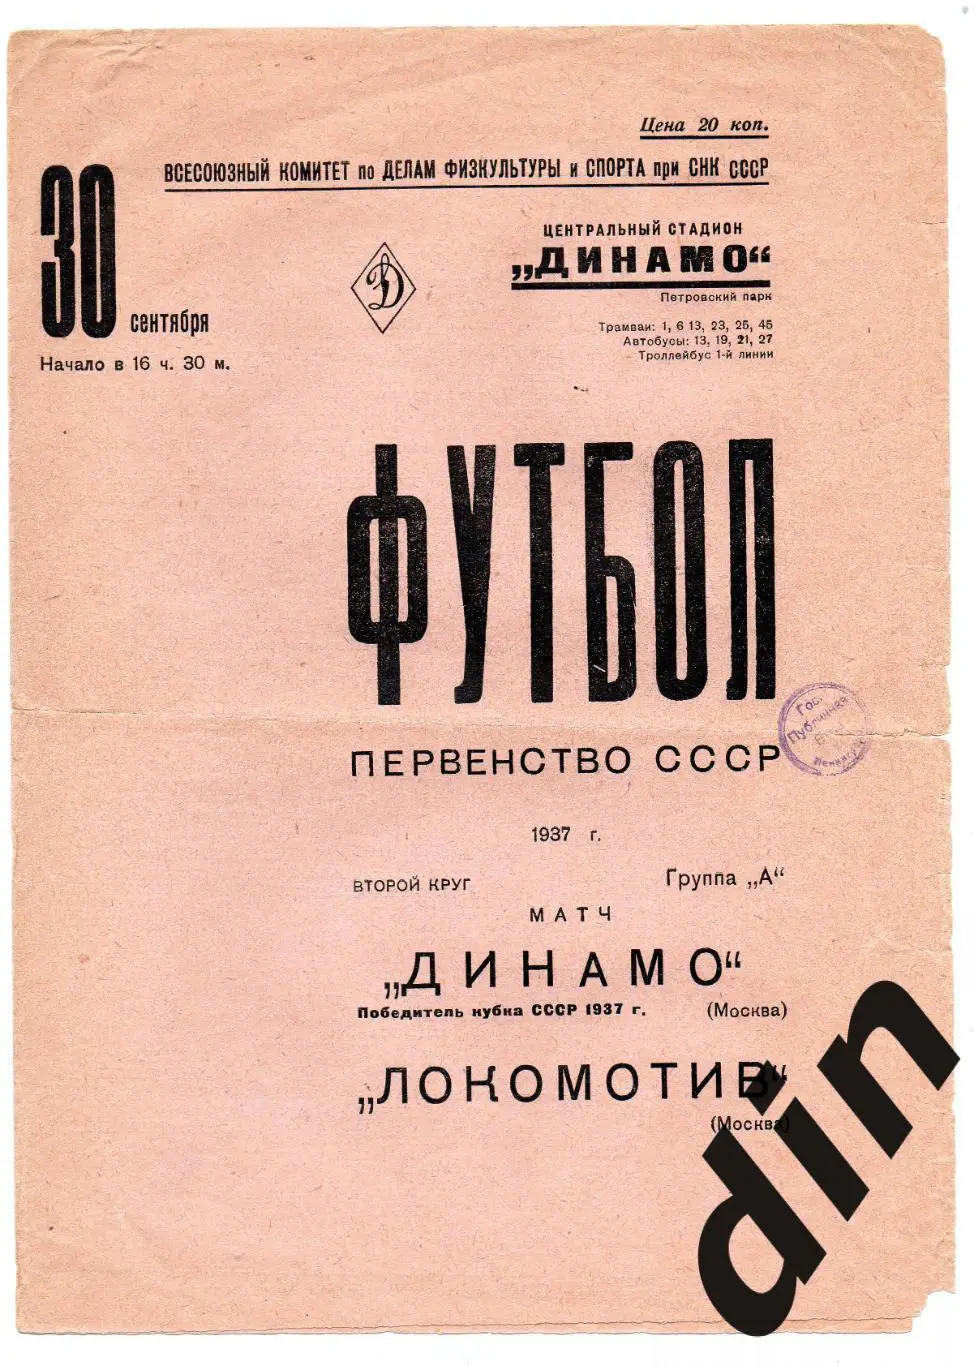 Цена 20 коп.
ВСЕСОЮЗНЫЙ КОМИТЕТ по ДЕЛАМ ФИЗКУЛЬТУРЫ и СПОРТА при СНК СССР
30 сентября
Начало в 16 ч. 30 м.
Д
ЦЕНТРАЛЬНЫЙ СТАДИОН
„ДИНАМО“
Петровский парк
Трамваи: 1, 6 13, 23, 25, 45
Автобусы: 13, 19, 21, 27
Троллейбус 1-й линии
ФУТБОЛ
Гос.
Публичная
ПЕРВЕНСТВО СССР
1937 г.
ВТОРОЙ КРУГ Группа „А“
МАТЧ
„ДИНАМО“
Победитель кубка СССР 1937 г. (Москва)
„ЛОКОМОТИВ“
(Москва)
din